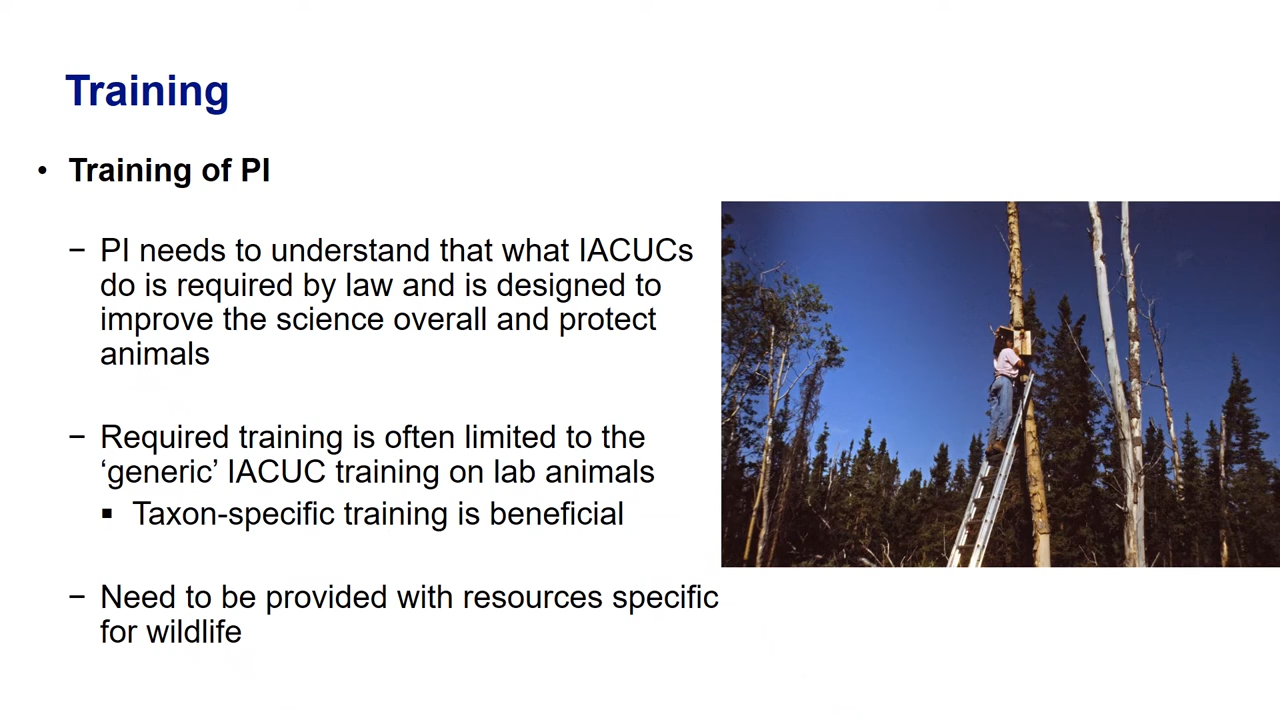 Training
• Training of PI
− PI needs to understand that what IACUCs
do is required by law and is designed to
improve the science overall and protect
animals
− Required training is often limited to the
‘generic’ IACUC training on lab animals
▪ Taxon-specific training is beneficial
− Need to be provided with resources specific
for wildlife